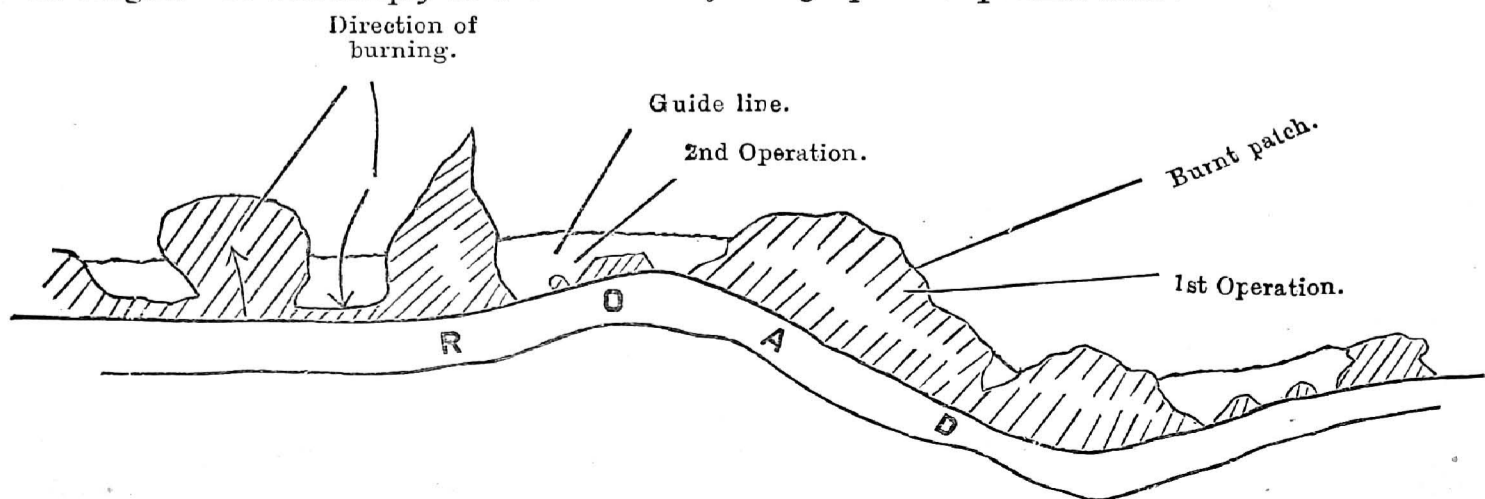 Direction of
burning.
Guide line.
2nd Operation.
Burnt patch.
1st Operation.
R O A D